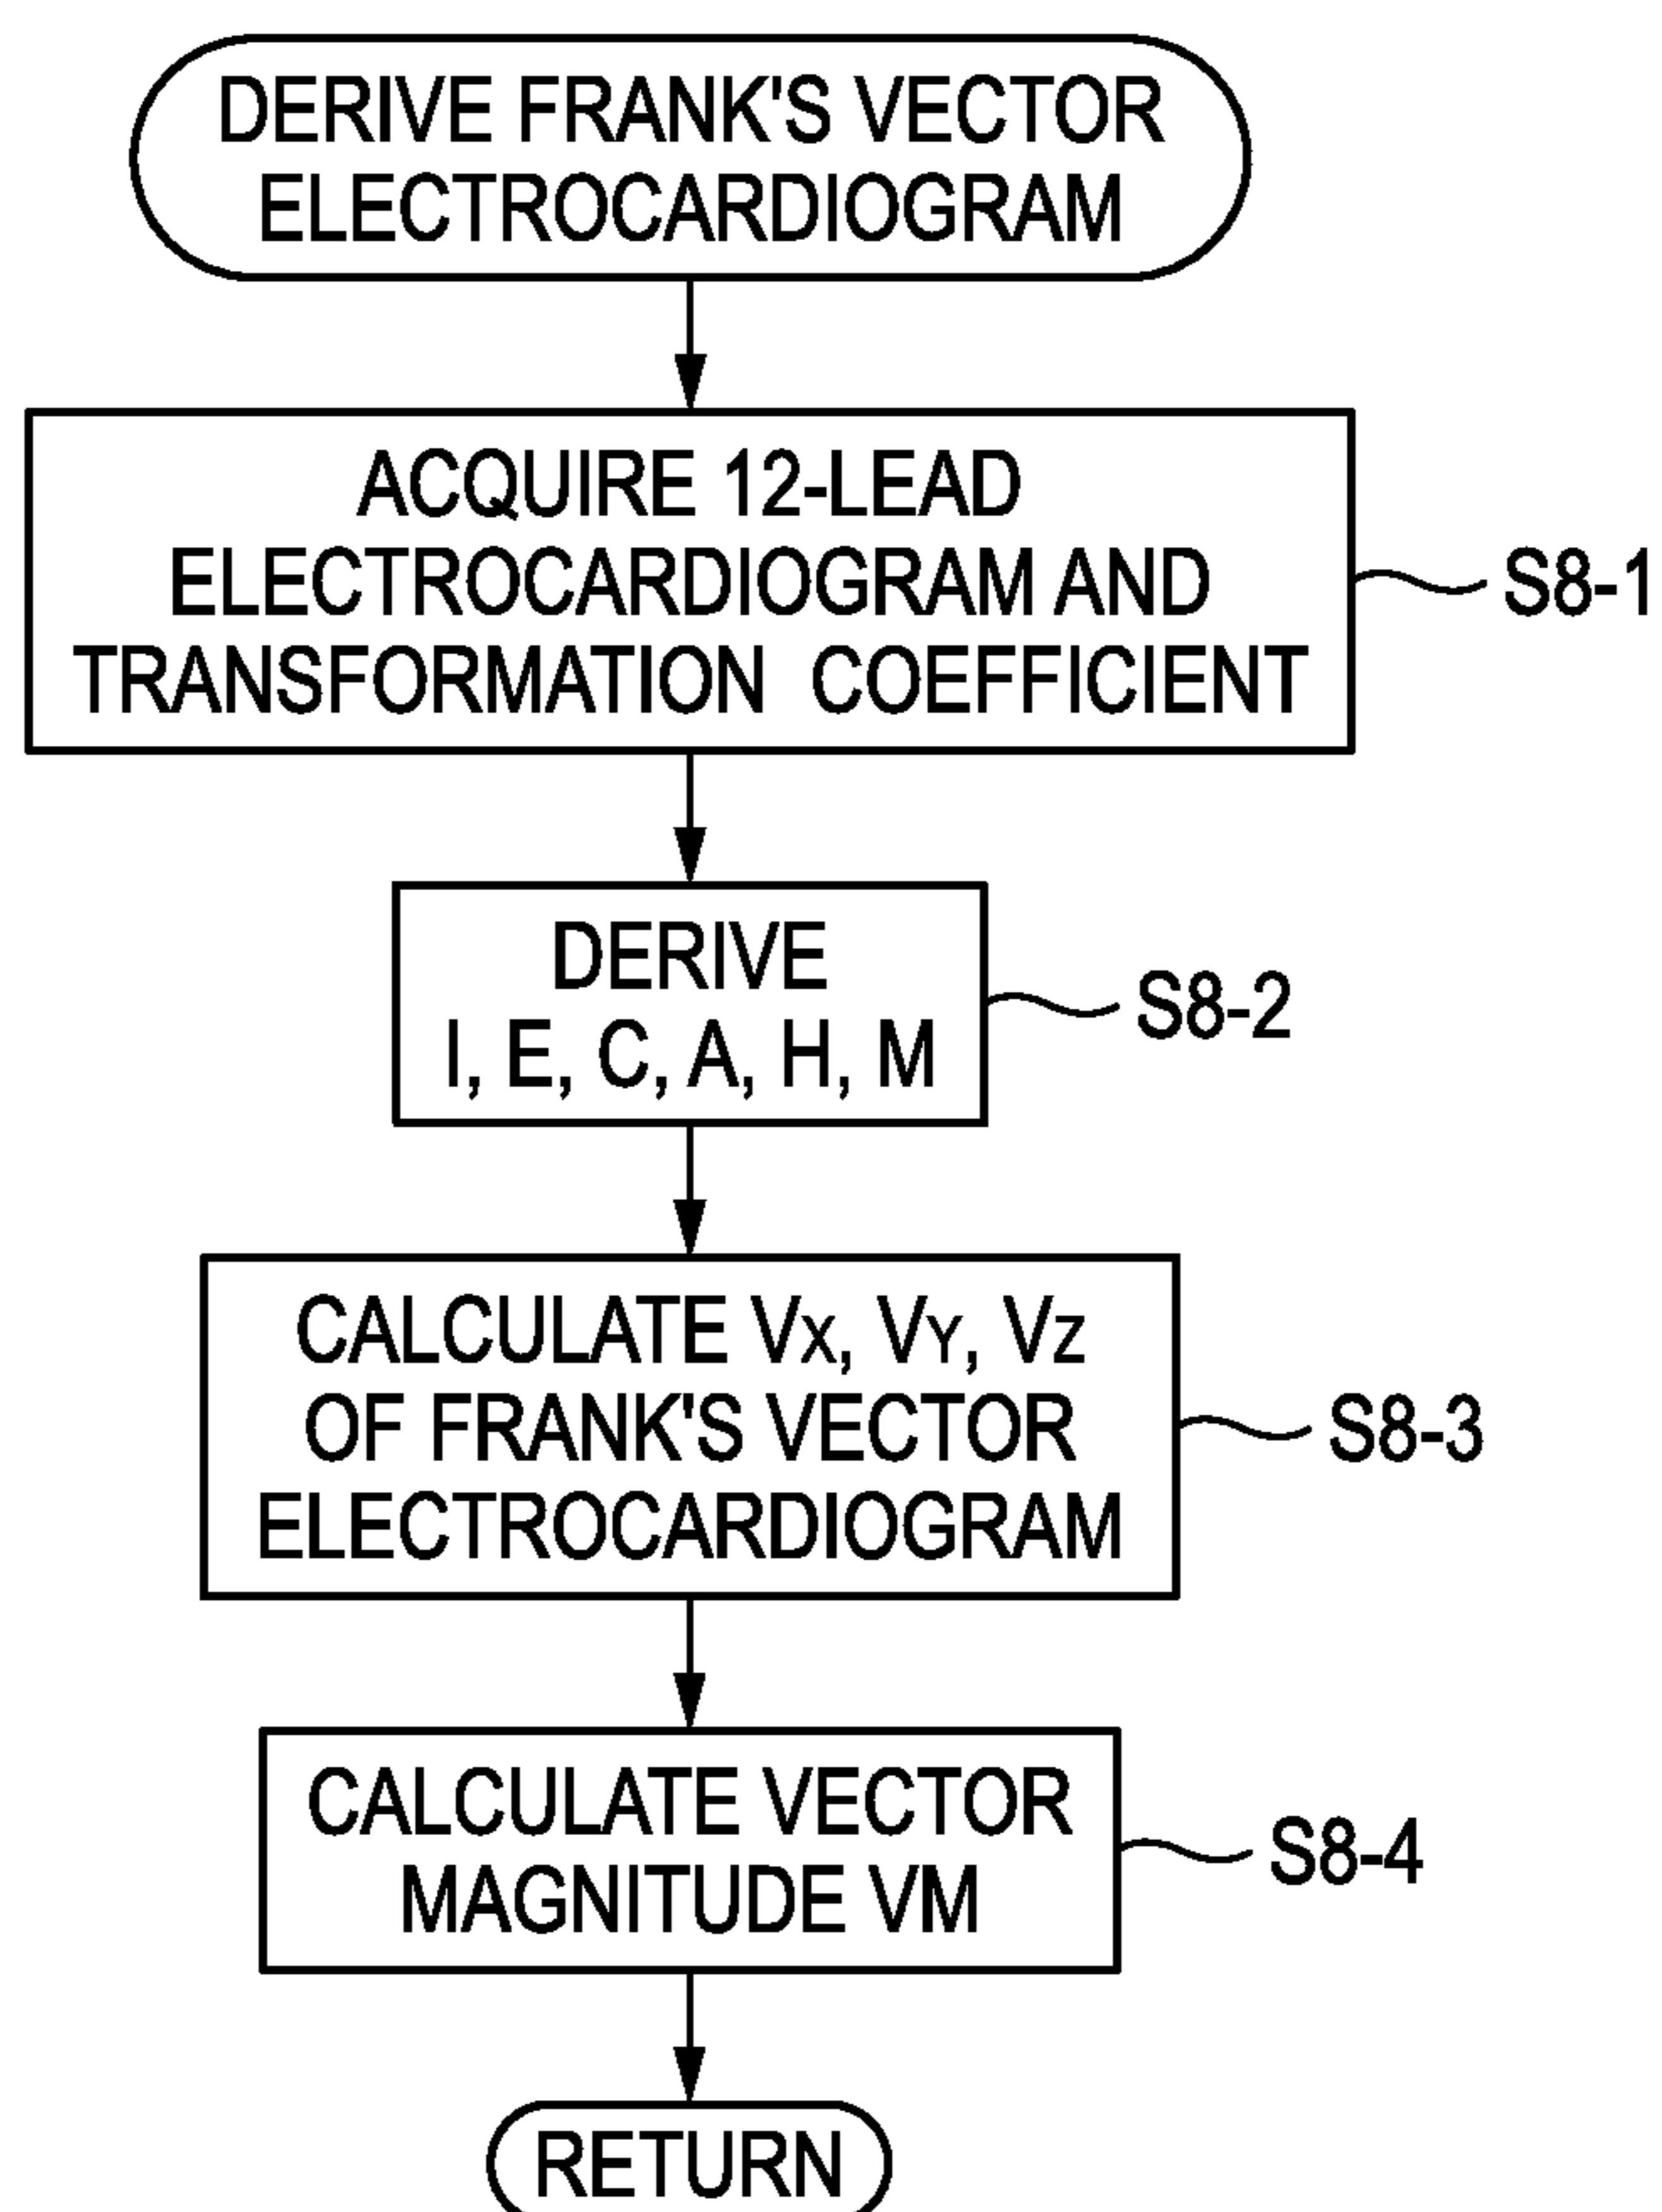 DERIVE FRANK'S VECTOR
ELECTROCARDIOGRAM
ACQUIRE 12-LEAD
ELECTROCARDIOGRAM AND
TRANSFORMATION COEFFICIENT
S8-1
DERIVE
I, E, C, A, H, M
S8-2
CALCULATE VX, VY, VZ
OF FRANK'S VECTOR
ELECTROCARDIOGRAM
S8-3
CALCULATE VECTOR
MAGNITUDE VM
S8-4
RETURN